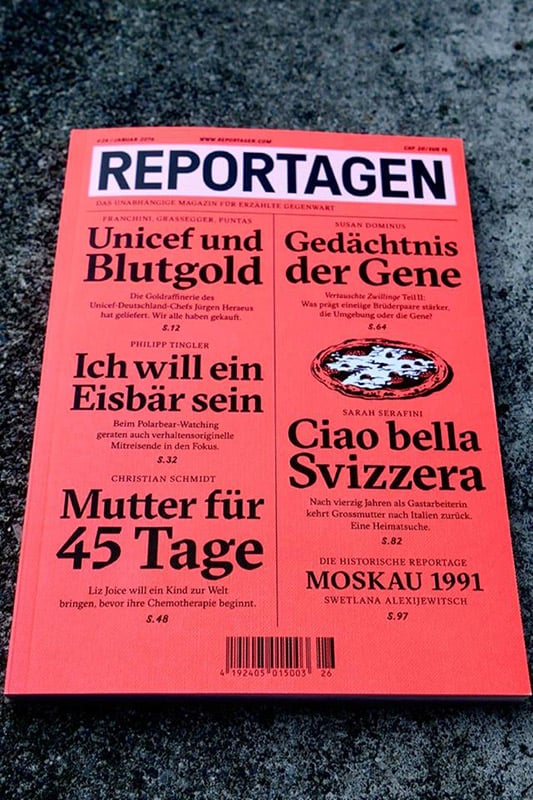 #26 / JANUAR 2016 WWW.REPORTAGEN.COM CHF 20 / EUR 15
REPORTAGEN
DAS UNABHÄNGIGE MAGAZIN FÜR ERZÄHLTE GEGENWART
FRANCHINI, GRASSEGGER, PUNTAS
Unicef und
Blutgold
Die Goldraffinerie des
Unicef-Deutschland-Chefs Jürgen Heraeus
hat geliefert. Wir alle haben gekauft.
S.12
PHILIPP TINGLER
Ich will ein
Eisbär sein
Beim Polarbear-Watching
geraten auch verhaltensoriginelle
Mitreisende in den Fokus.
S.32
CHRISTIAN SCHMIDT
Mutter für
45 Tage
Liz Joice will ein Kind zur Welt
bringen, bevor ihre Chemotherapie beginnt.
S.48
SUSAN DOMINUS
Gedächtnis
der Gene
Vertauschte Zwillinge Teil II:
Was prägt eineiige Brüderpaare stärker,
die Umgebung oder die Gene?
S.64
SARAH SERAFINI
Ciao bella
Svizzera
Nach vierzig Jahren als Gastarbeiterin
kehrt Grossmutter nach Italien zurück.
Eine Heimatsuche.
S.82
DIE HISTORISCHE REPORTAGE
MOSKAU 1991
SWETLANA ALEXIJEWITSCH
S.97
4 192405 015003 26